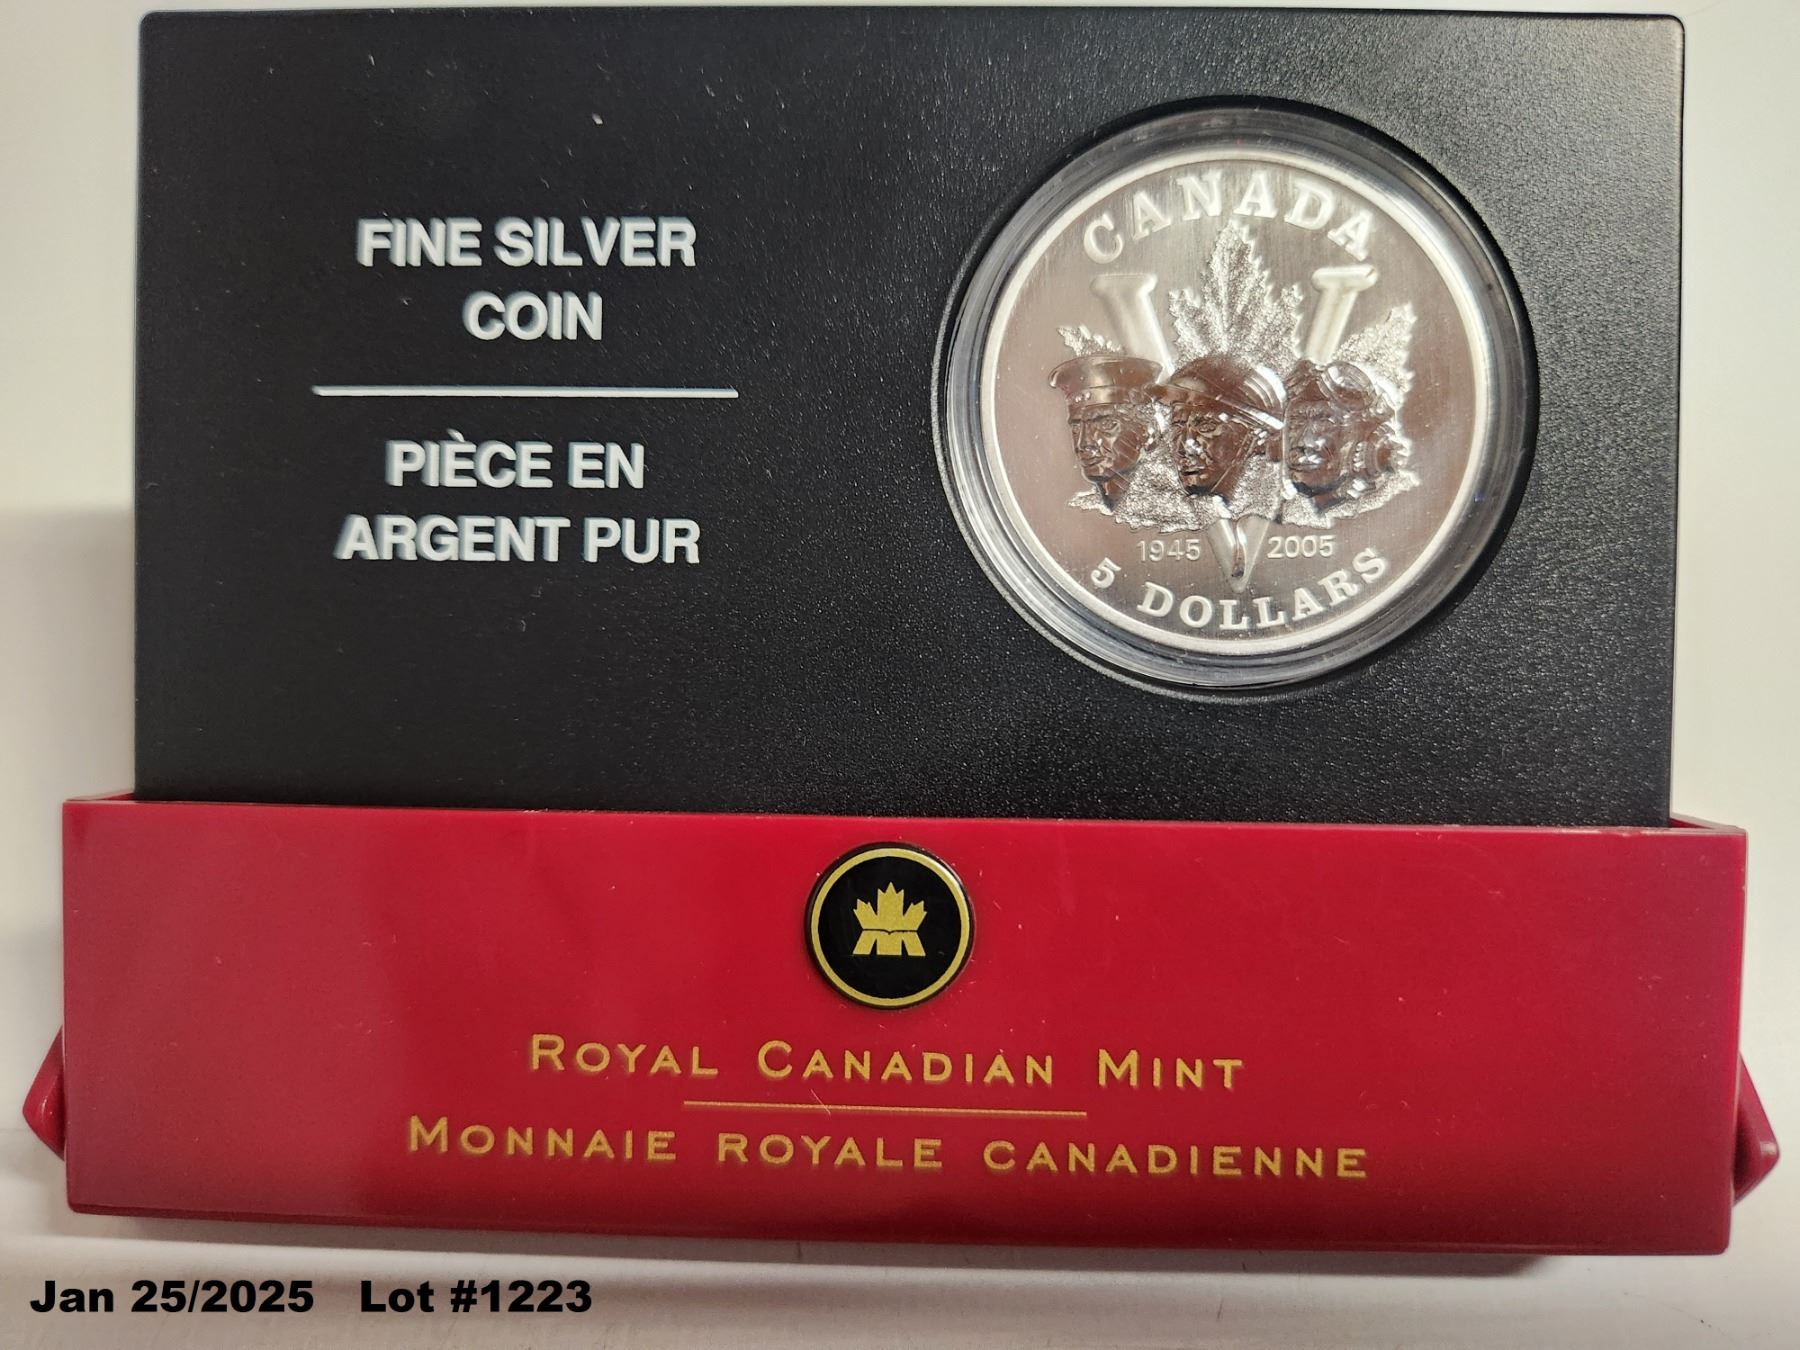 FINE SILVER
COIN
PIÈCE EN
ARGENT PUR
CANADA
V
1945 2005
5 DOLLARS
ROYAL CANADIAN MINT
MONNAIE ROYALE CANADIENNE
Jan 25/2025 Lot #1223